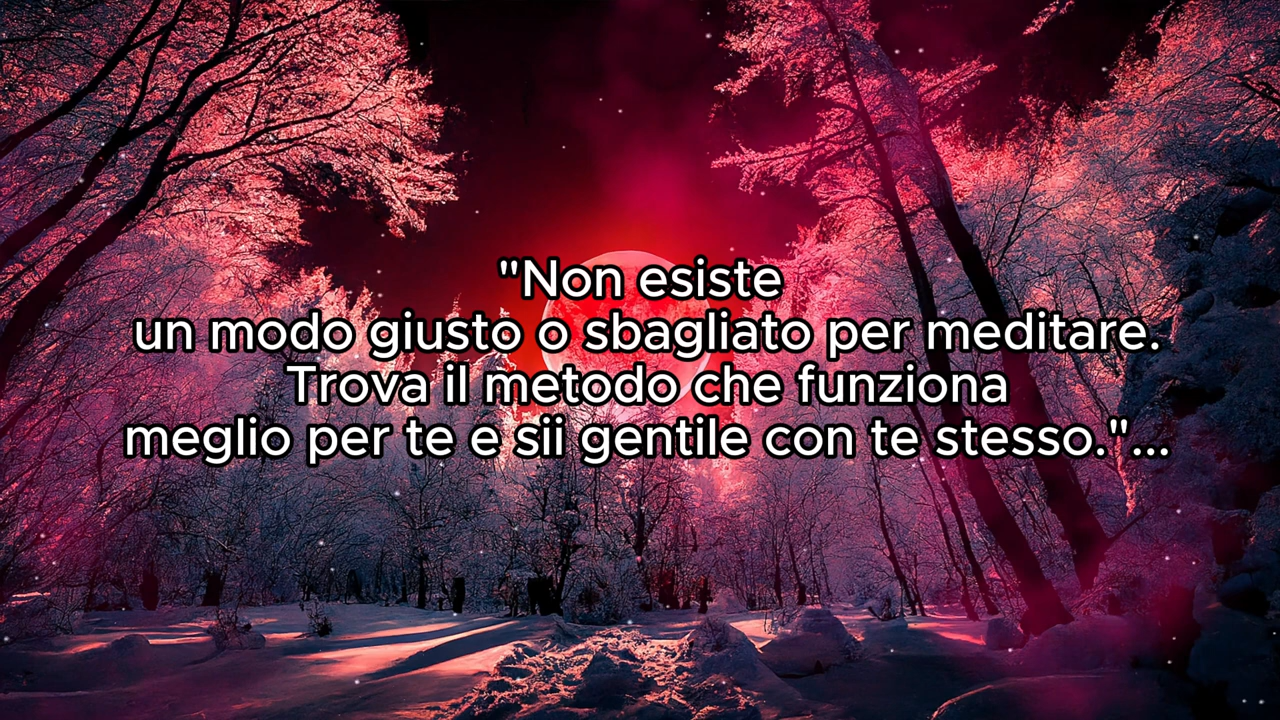 "Non esiste
un modo giusto o sbagliato per meditare.
Trova il metodo che funziona
meglio per te e sii gentile con te stesso."...